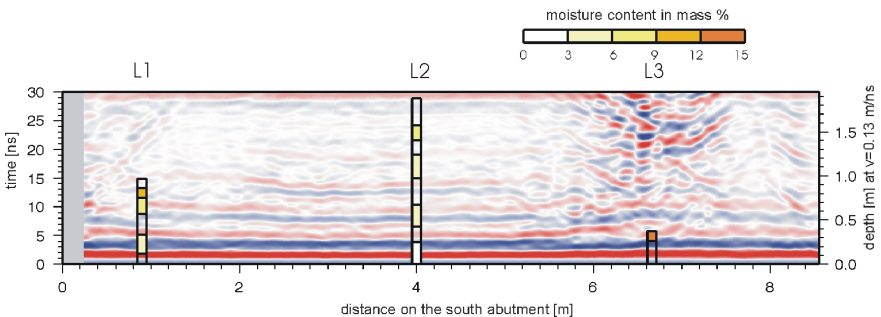 moisture content in mass %
0 3 6 9 12 15
L1 L2 L3
30
25
20
15
10
5
0
time [ns]
1.5
1.0
0.5
0.0
depth [m] at v=0.13 m/ns
0 2 4 6 8
distance on the south abutment [m]